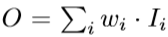 O = ∑ᵢ wᵢ · Iᵢ